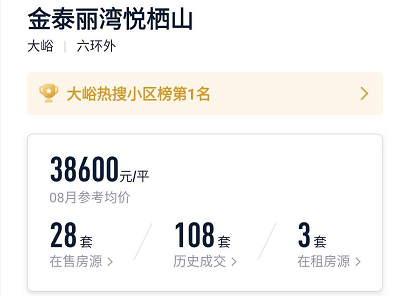 金泰丽湾悦栖山
大峪 | 六环外
大峪热搜小区榜第1名
38600元/平
08月参考均价
28套 108套 3套
在售房源 历史成交 在租房源